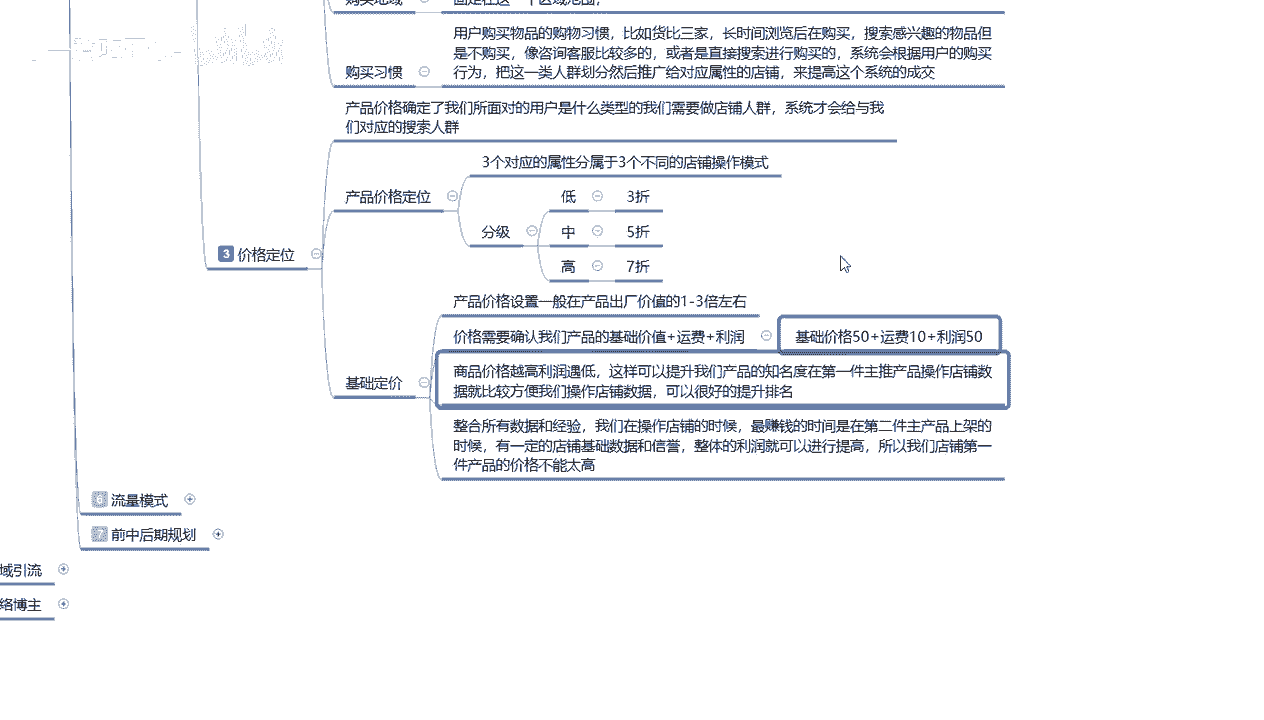 购买地域
固定在这一个区域范围，
用户购买物品的购物习惯，比如货比三家，长时间浏览后在购买，搜索感兴趣的物品但
是不购买，像咨询客服比较多的，或者是直接搜索进行购买的，系统会根据用户的购买
行为，把这一类人群划分然后推广给对应属性的店铺，来提高这个系统的成交
购买习惯
产品价格确定了我们所面对的用户是什么类型的我们需要做店铺人群，系统才会给与我
们对应的搜索人群
3个对应的属性分属于3个不同的店铺操作模式
产品价格定位
低 3折
分级 中 5折
高 7折
3 价格定位
产品价格设置一般在产品出厂价值的1-3倍左右
价格需要确认我们产品的基础价值+运费+利润 基础价格50+运费10+利润50
商品价格越高利润遇低，这样可以提升我们产品的知名度在第一件主推产品操作店铺数
据就比较方便我们操作店铺数据，可以很好的提升排名
基础定价
整合所有数据和经验，我们在操作店铺的时候，最赚钱的时间是在第二件主产品上架的
时候，有一定的店铺基础数据和信誉，整体的利润就可以进行提高，所以我们店铺第一
件产品的价格不能太高
6 流量模式
7 前中后期规划
域引流
络博主